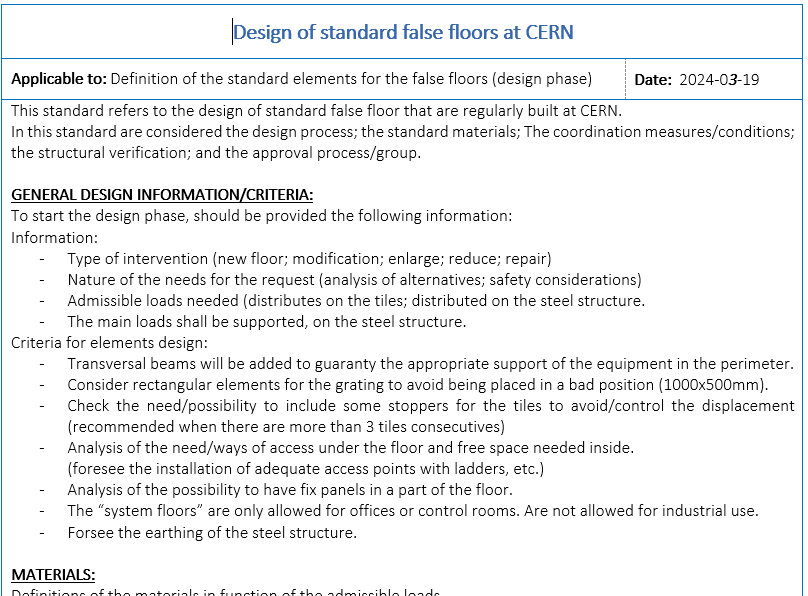 Design of standard false floors at CERN
Applicable to: Definition of the standard elements for the false floors (design phase)
Date: 2024-03-19
This standard refers to the design of standard false floor that are regularly built at CERN.
In this standard are considered the design process; the standard materials; The coordination measures/conditions;
the structural verification; and the approval process/group.
GENERAL DESIGN INFORMATION/CRITERIA:
To start the design phase, should be provided the following information:
Information:
- Type of intervention (new floor; modification; enlarge; reduce; repair)
- Nature of the needs for the request (analysis of alternatives; safety considerations)
- Admissible loads needed (distributes on the tiles; distributed on the steel structure.
- The main loads shall be supported, on the steel structure.
Criteria for elements design:
- Transversal beams will be added to guaranty the appropriate support of the equipment in the perimeter.
- Consider rectangular elements for the grating to avoid being placed in a bad position (1000x500mm).
- Check the need/possibility to include some stoppers for the tiles to avoid/control the displacement
(recommended when there are more than 3 tiles consecutives)
- Analysis of the need/ways of access under the floor and free space needed inside.
(foresee the installation of adequate access points with ladders, etc.)
- Analysis of the possibility to have fix panels in a part of the floor.
- The “system floors” are only allowed for offices or control rooms. Are not allowed for industrial use.
- Forsee the earthing of the steel structure.
MATERIALS:
Definitions of the materials in function of the admissible loads